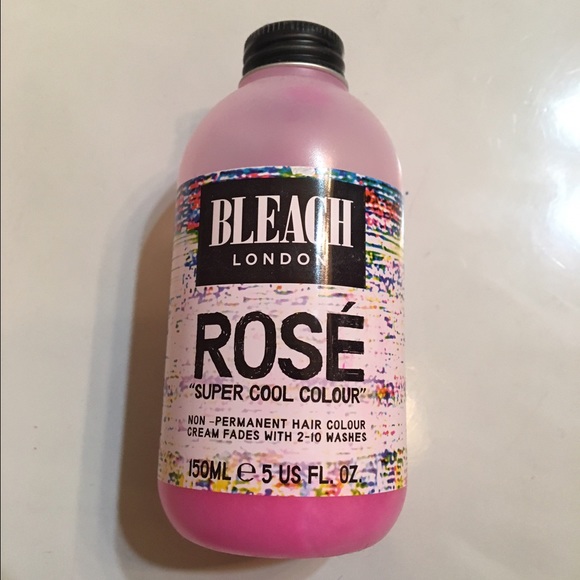 BLEACH
LONDON
ROSÉ
"SUPER COOL COLOUR"
NON -PERMANENT HAIR COLOUR
CREAM FADES WITH 2-10 WASHES
150ML ℮ 5 US FL. OZ.